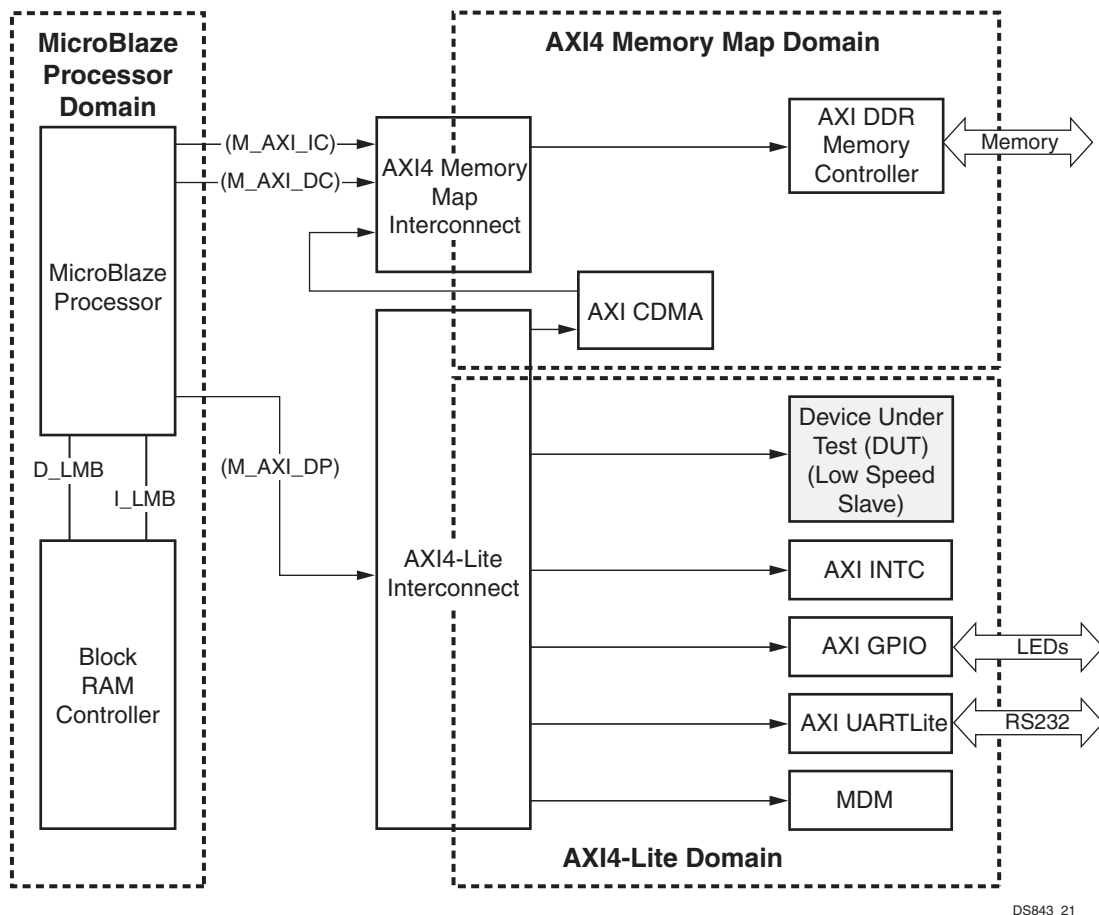 MicroBlaze
Processor
Domain
AXI4 Memory Map Domain
(M_AXI_IC)
(M_AXI_DC)
AXI4 Memory
Map
Interconnect
AXI DDR
Memory
Controller
Memory
MicroBlaze
Processor
AXI CDMA
D_LMB
I_LMB
(M_AXI_DP)
Device Under
Test (DUT)
(Low Speed
Slave)
AXI4-Lite
Interconnect
AXI INTC
Block
RAM
Controller
AXI GPIO
LEDs
AXI UARTLite
RS232
MDM
AXI4-Lite Domain
DS843_21